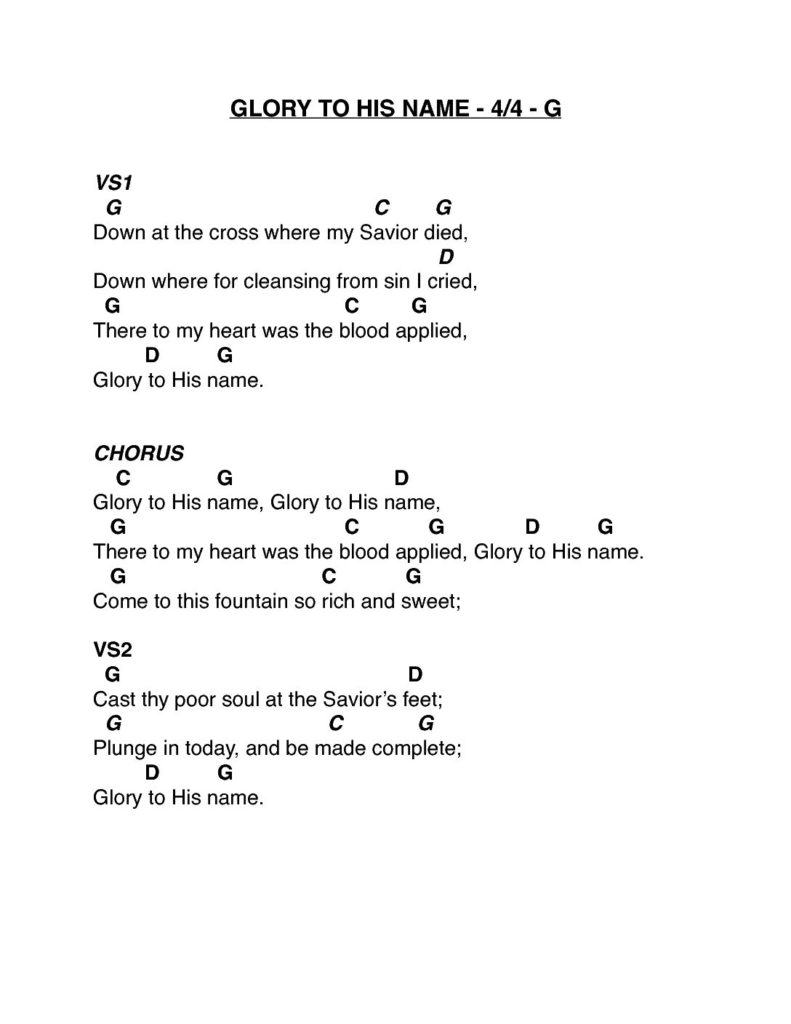 GLORY TO HIS NAME - 4/4 - G
VS1
G C G
Down at the cross where my Savior died,
D
Down where for cleansing from sin I cried,
G C G
There to my heart was the blood applied,
D G
Glory to His name.
CHORUS
C G D
Glory to His name, Glory to His name,
G C G D G
There to my heart was the blood applied, Glory to His name.
G C G
Come to this fountain so rich and sweet;
VS2
G D
Cast thy poor soul at the Savior’s feet;
G C G
Plunge in today, and be made complete;
D G
Glory to His name.